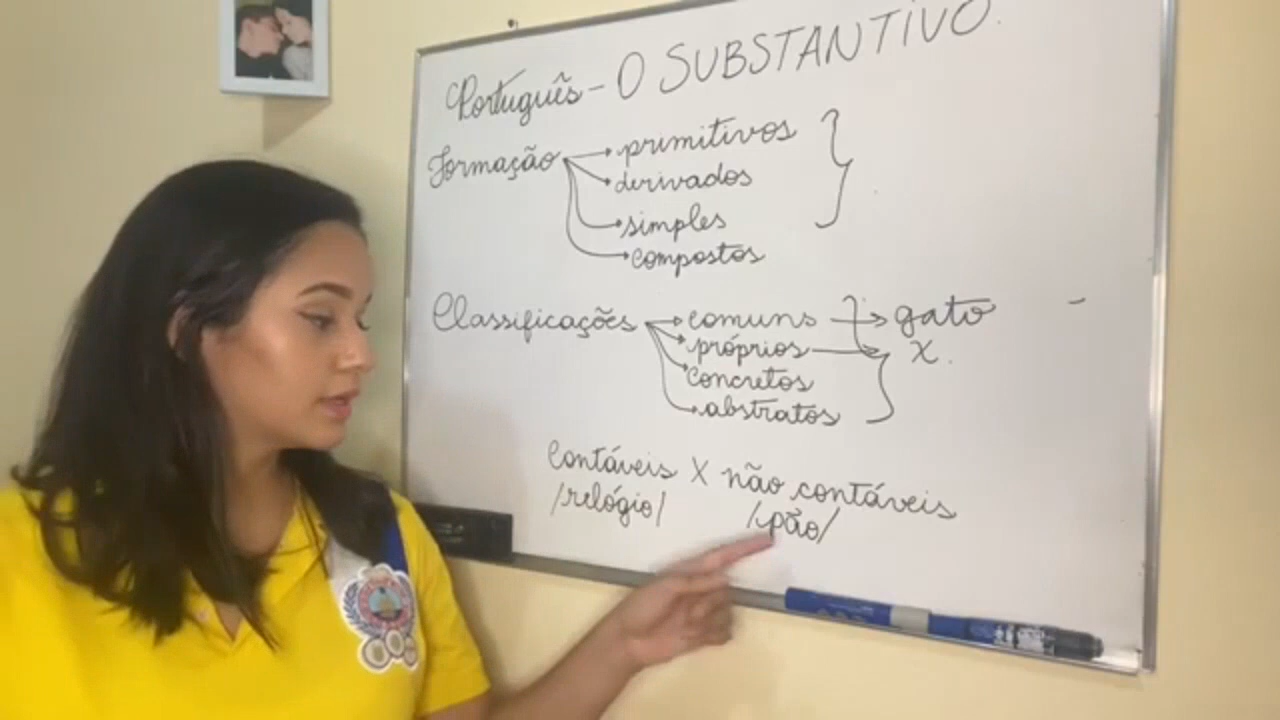 Português - O SUBSTANTIVO.
Formação → primitivos
derivados
simples
compostos
Classificações → comuns → gato
próprios → X.
concretos
abstratos
Contáveis X não contáveis
/relógio/ /pão/